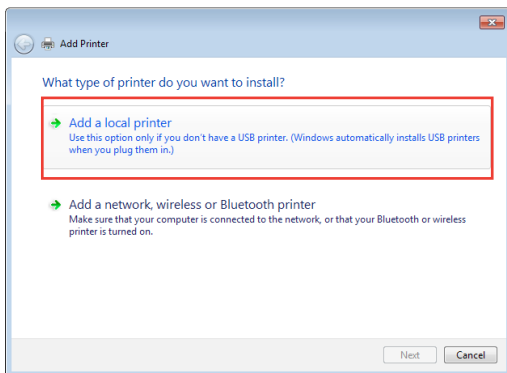 Add Printer
What type of printer do you want to install?
Add a local printer
Use this option only if you don't have a USB printer. (Windows automatically installs USB printers
when you plug them in.)
Add a network, wireless or Bluetooth printer
Make sure that your computer is connected to the network, or that your Bluetooth or wireless
printer is turned on.
Next Cancel